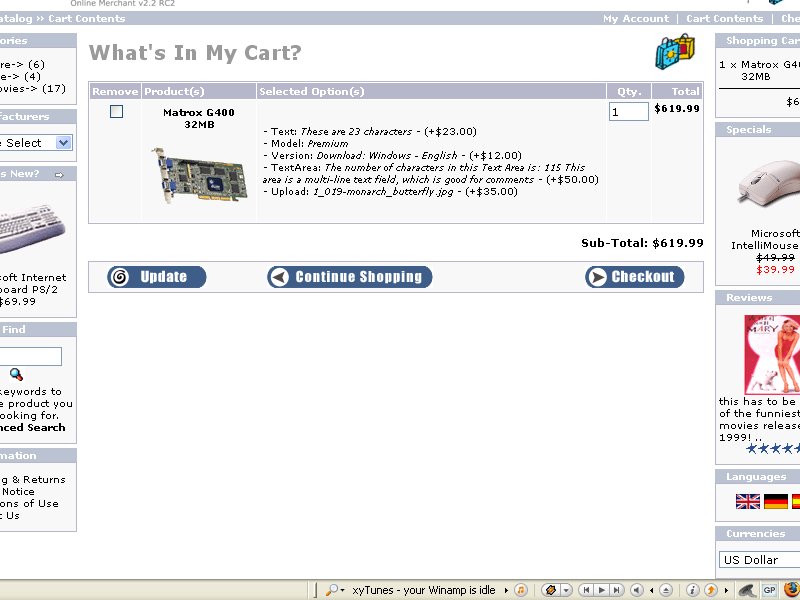 Online Merchant v2.2 RC2
atalog » Cart Contents
My Account | Cart Contents | Che
ories
re-> (6)
e-> (4)
ovies-> (17)
facturers
e Select
s New?
soft Internet
board PS/2
$69.99
Find
keywords to
e product you
ooking for.
nced Search
mation
g & Returns
Notice
ons of Use
t Us
What's In My Cart?
Remove Product(s) Selected Option(s) Qty. Total
Matrox G400
32MB
- Text: These are 23 characters - (+$23.00)
- Model: Premium
- Version: Download: Windows - English - (+$12.00)
- TextArea: The number of characters in this Text Area is: 115 This
area is a multi-line text field, which is good for comments - (+$50.00)
- Upload: 1_019-monarch_butterfly.jpg - (+$35.00)
1
$619.99
Sub-Total: $619.99
Update
Continue Shopping
Checkout
Shopping Car
1 x Matrox G40
32MB
$6
Specials
Microsoft
IntelliMouse
$49.99
$39.99
Reviews
MARY
this has to be
of the funniest
movies release
1999! ..
Languages
Currencies
US Dollar
xyTunes - your Winamp is idle
GP